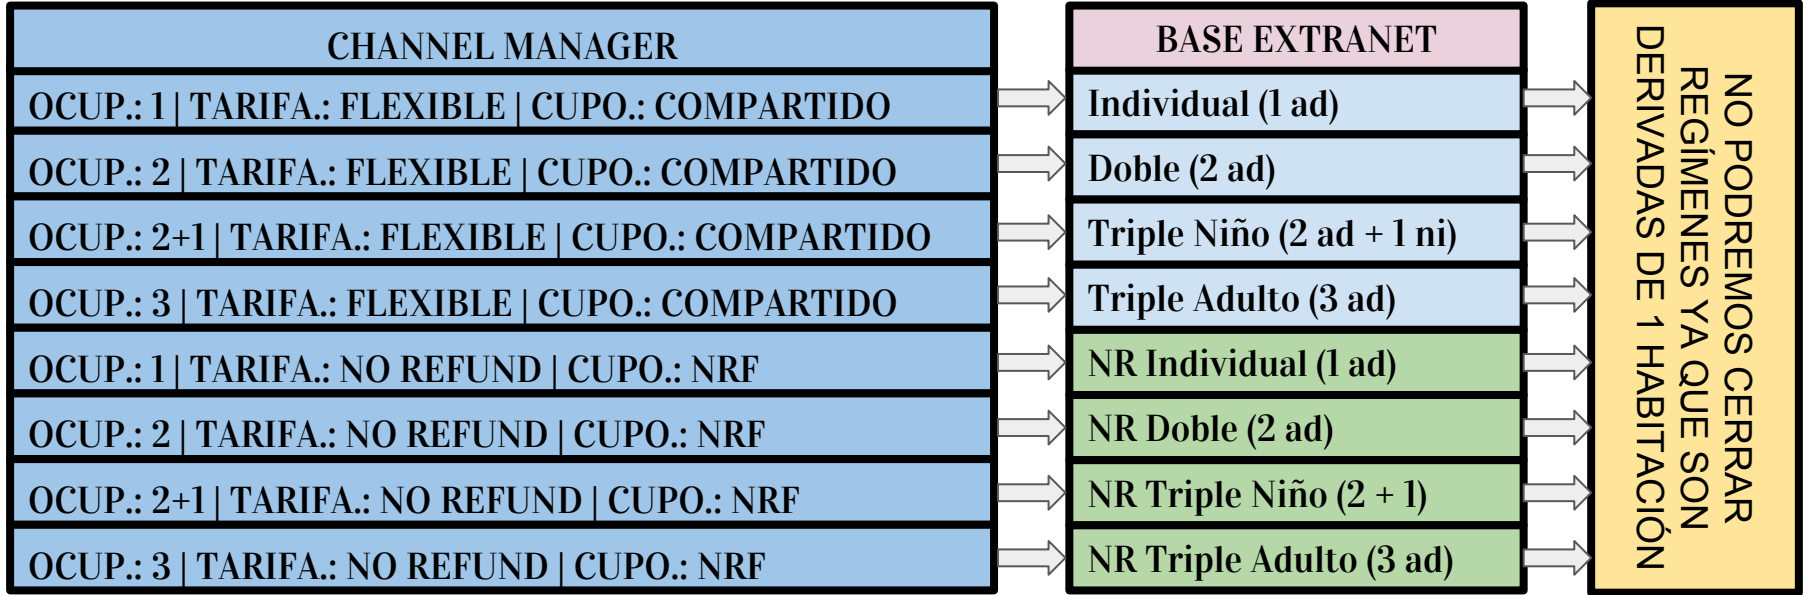 CHANNEL MANAGER
OCUP.: 1 | TARIFA.: FLEXIBLE | CUPO.: COMPARTIDO
OCUP.: 2 | TARIFA.: FLEXIBLE | CUPO.: COMPARTIDO
OCUP.: 2+1 | TARIFA.: FLEXIBLE | CUPO.: COMPARTIDO
OCUP.: 3 | TARIFA.: FLEXIBLE | CUPO.: COMPARTIDO
OCUP.: 1 | TARIFA.: NO REFUND | CUPO.: NRF
OCUP.: 2 | TARIFA.: NO REFUND | CUPO.: NRF
OCUP.: 2+1 | TARIFA.: NO REFUND | CUPO.: NRF
OCUP.: 3 | TARIFA.: NO REFUND | CUPO.: NRF
BASE EXTRANET
Individual (1 ad)
Doble (2 ad)
Triple Niño (2 ad + 1 ni)
Triple Adulto (3 ad)
NR Individual (1 ad)
NR Doble (2 ad)
NR Triple Niño (2 + 1)
NR Triple Adulto (3 ad)
NO PODREMOS CERRAR
REGÍMENES YA QUE SON
DERIVADAS DE 1 HABITACIÓN